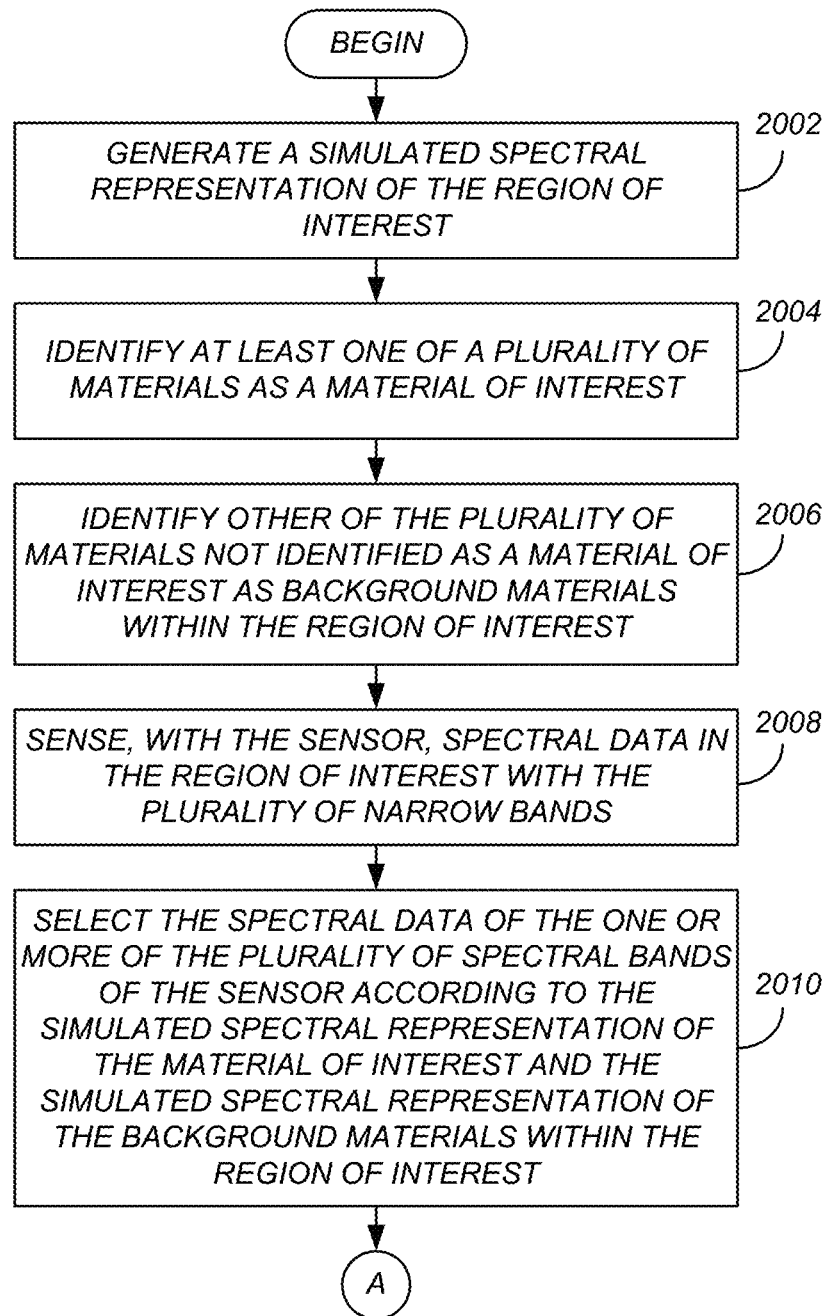 BEGIN
2002
GENERATE A SIMULATED SPECTRAL
REPRESENTATION OF THE REGION OF
INTEREST
2004
IDENTIFY AT LEAST ONE OF A PLURALITY OF
MATERIALS AS A MATERIAL OF INTEREST
2006
IDENTIFY OTHER OF THE PLURALITY OF
MATERIALS NOT IDENTIFIED AS A MATERIAL OF
INTEREST AS BACKGROUND MATERIALS
WITHIN THE REGION OF INTEREST
2008
SENSE, WITH THE SENSOR, SPECTRAL DATA IN
THE REGION OF INTEREST WITH THE
PLURALITY OF NARROW BANDS
2010
SELECT THE SPECTRAL DATA OF THE ONE OR
MORE OF THE PLURALITY OF SPECTRAL BANDS
OF THE SENSOR ACCORDING TO THE
SIMULATED SPECTRAL REPRESENTATION OF
THE MATERIAL OF INTEREST AND THE
SIMULATED SPECTRAL REPRESENTATION OF
THE BACKGROUND MATERIALS WITHIN THE
REGION OF INTEREST
A